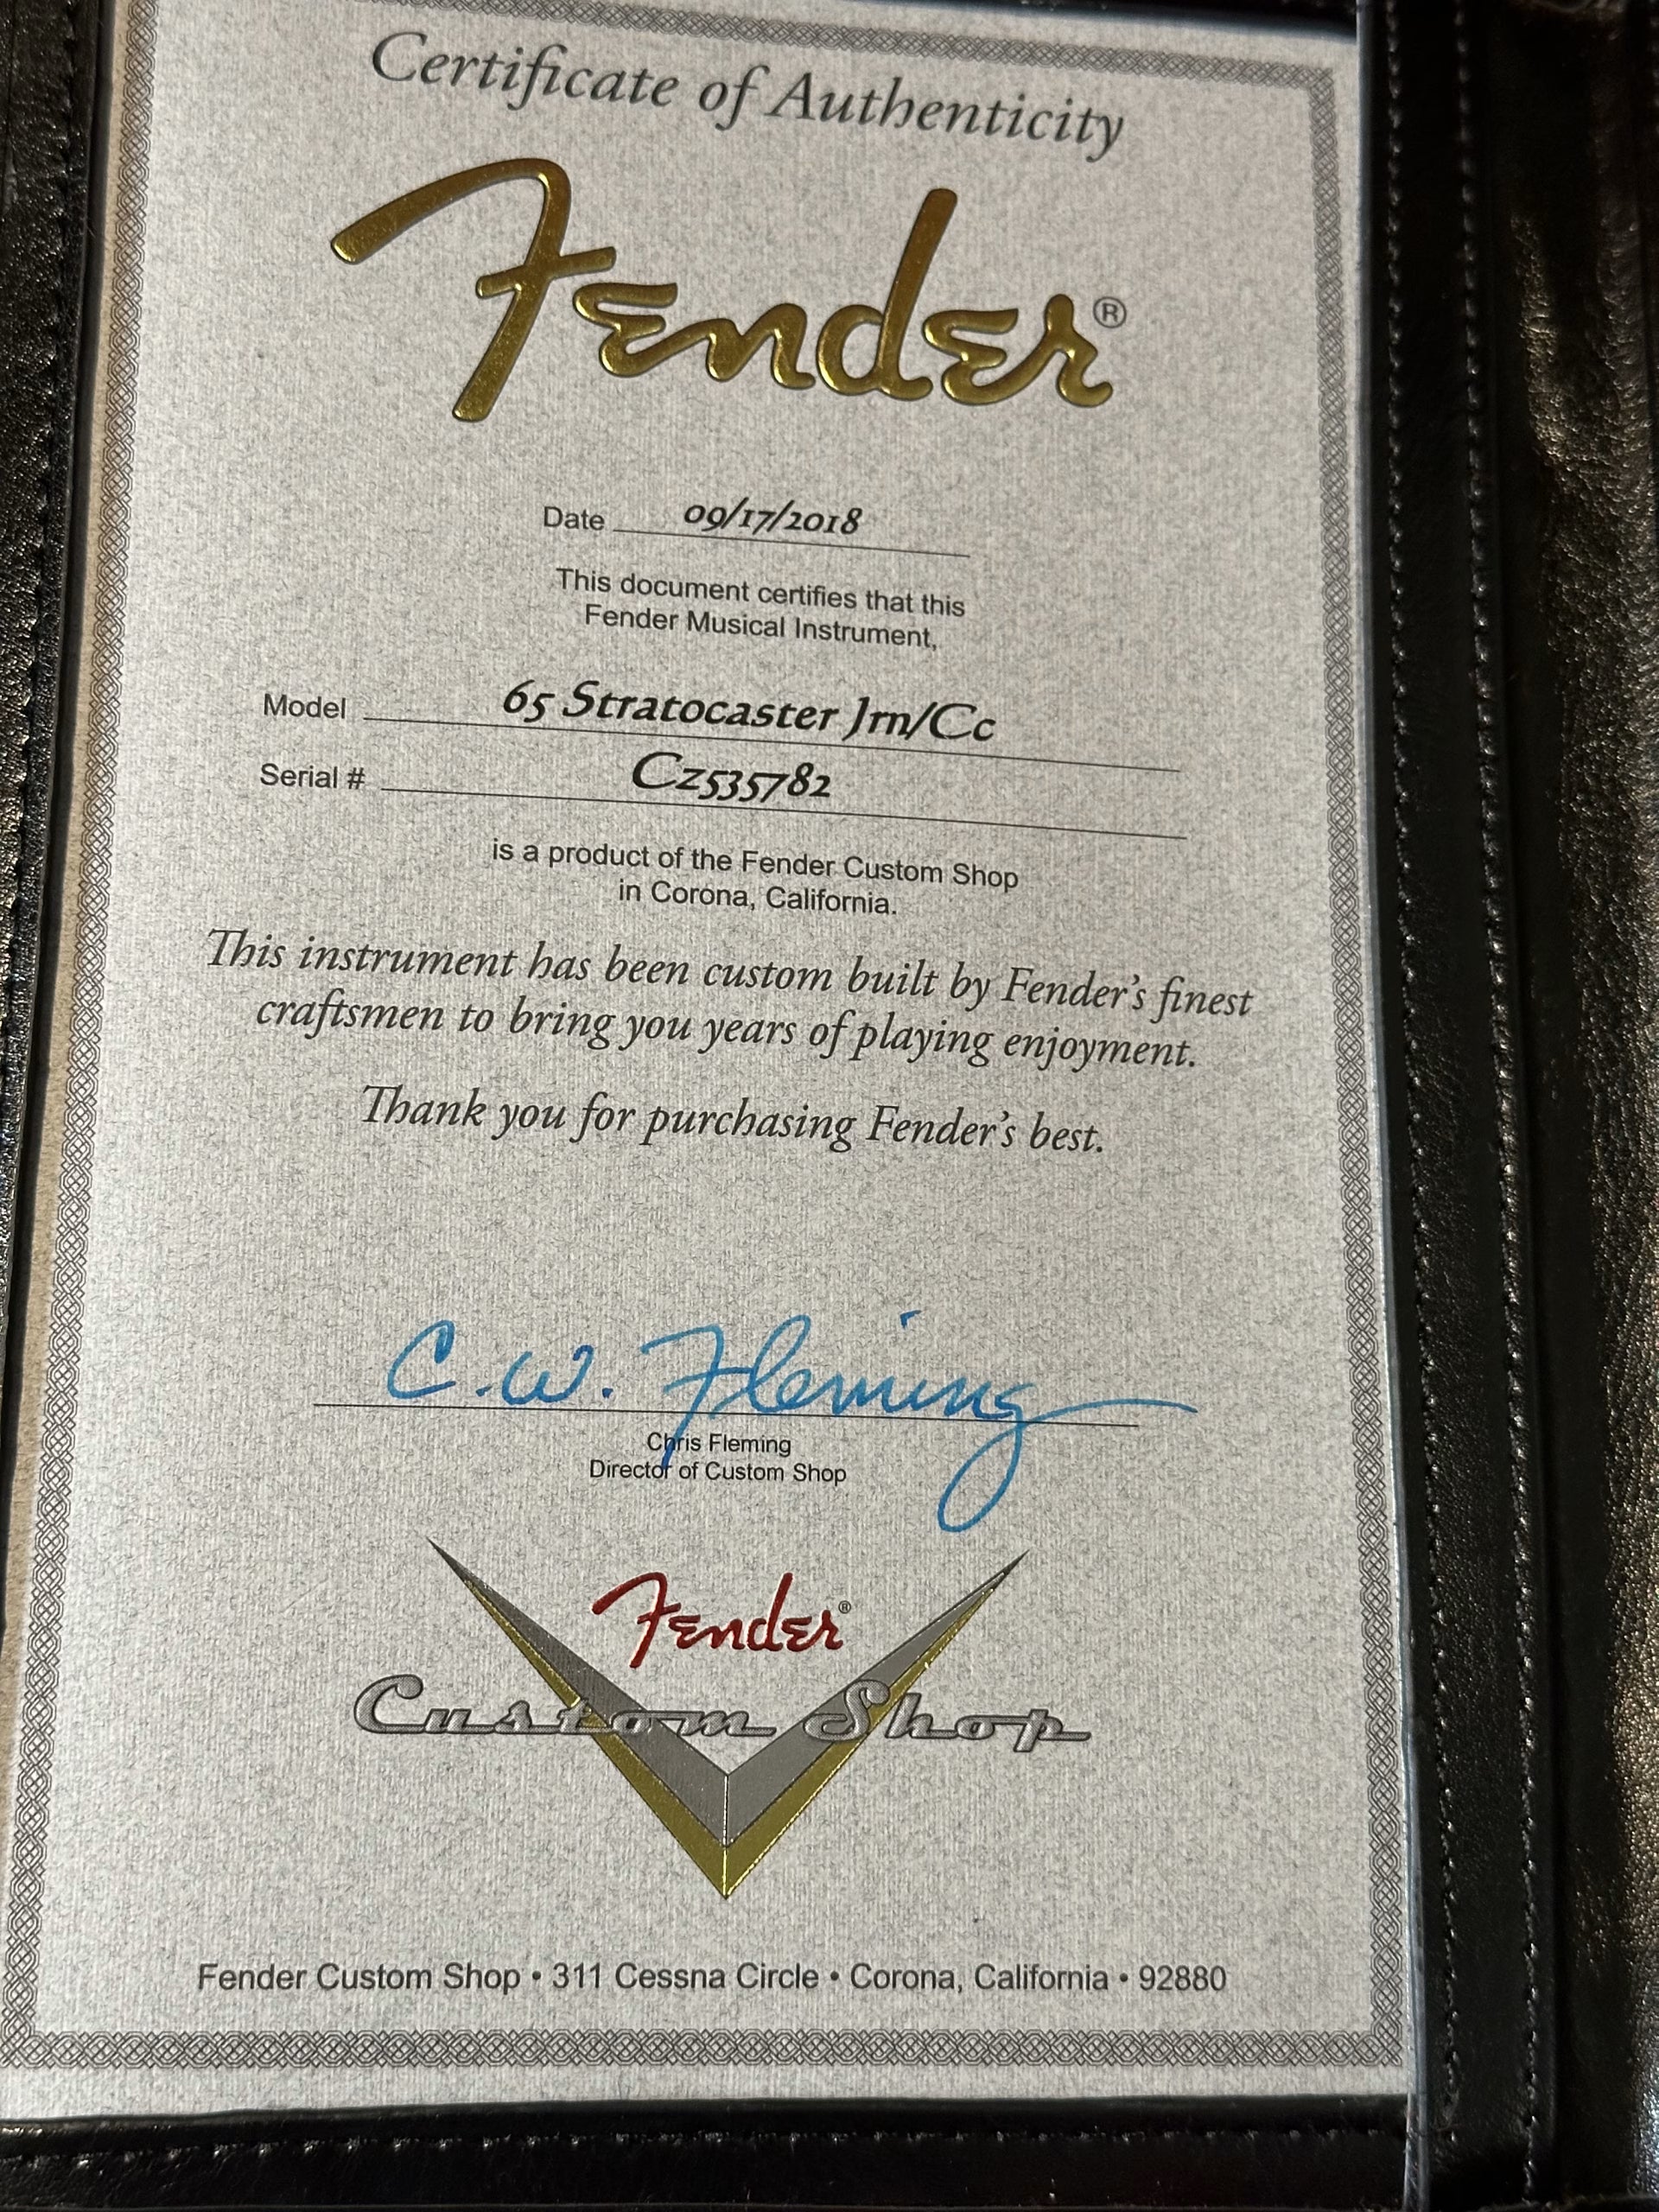 Certificate of Authenticity
Fender®
Date 09/17/2018
This document certifies that this
Fender Musical Instrument,
Model 65 Stratocaster Jrn/Cc
Serial # Cz535782
is a product of the Fender Custom Shop
in Corona, California.
This instrument has been custom built by Fender's finest
craftsmen to bring you years of playing enjoyment.
Thank you for purchasing Fender's best.
C.W. Fleming
Chris Fleming
Director of Custom Shop
Fender®
Custom Shop
Fender Custom Shop • 311 Cessna Circle • Corona, California • 92880